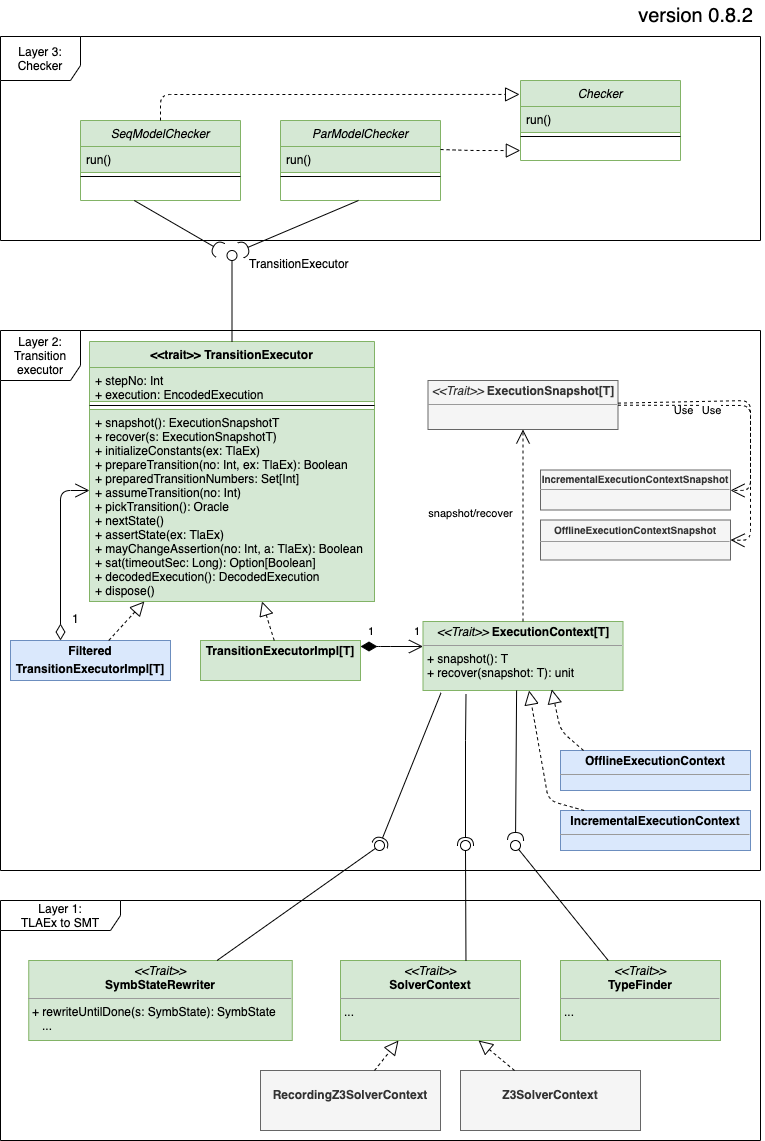 version 0.8.2
Layer 3:
Checker
Checker
run()
SeqModelChecker
run()
ParModelChecker
run()
TransitionExecutor
Layer 2:
Transition
executor
<<trait>> TransitionExecutor
+ stepNo: Int
+ execution: EncodedExecution
+ snapshot(): ExecutionSnapshotT
+ recover(s: ExecutionSnapshotT)
+ initializeConstants(ex: TlaEx)
+ prepareTransition(no: Int, ex: TlaEx): Boolean
+ preparedTransitionNumbers: Set[Int]
+ assumeTransition(no: Int)
+ pickTransition(): Oracle
+ nextState()
+ assertState(ex: TlaEx)
+ mayChangeAssertion(no: Int, a: TlaEx): Boolean
+ sat(timeoutSec: Long): Option[Boolean]
+ decodedExecution(): DecodedExecution
+ dispose()
<<Trait>> ExecutionSnapshot[T]
Use Use
IncrementalExecutionContextSnapshot
snapshot/recover
OfflineExecutionContextSnapshot
1
Filtered
TransitionExecutorImpl[T]
TransitionExecutorImpl[T]
1
1
<<Trait>> ExecutionContext[T]
+ snapshot(): T
+ recover(snapshot: T): unit
OfflineExecutionContext
IncrementalExecutionContext
Layer 1:
TLAEx to SMT
<<Trait>>
SymbStateRewriter
+ rewriteUntilDone(s: SymbState): SymbState
...
<<Trait>>
SolverContext
...
<<Trait>>
TypeFinder
...
RecordingZ3SolverContext
Z3SolverContext